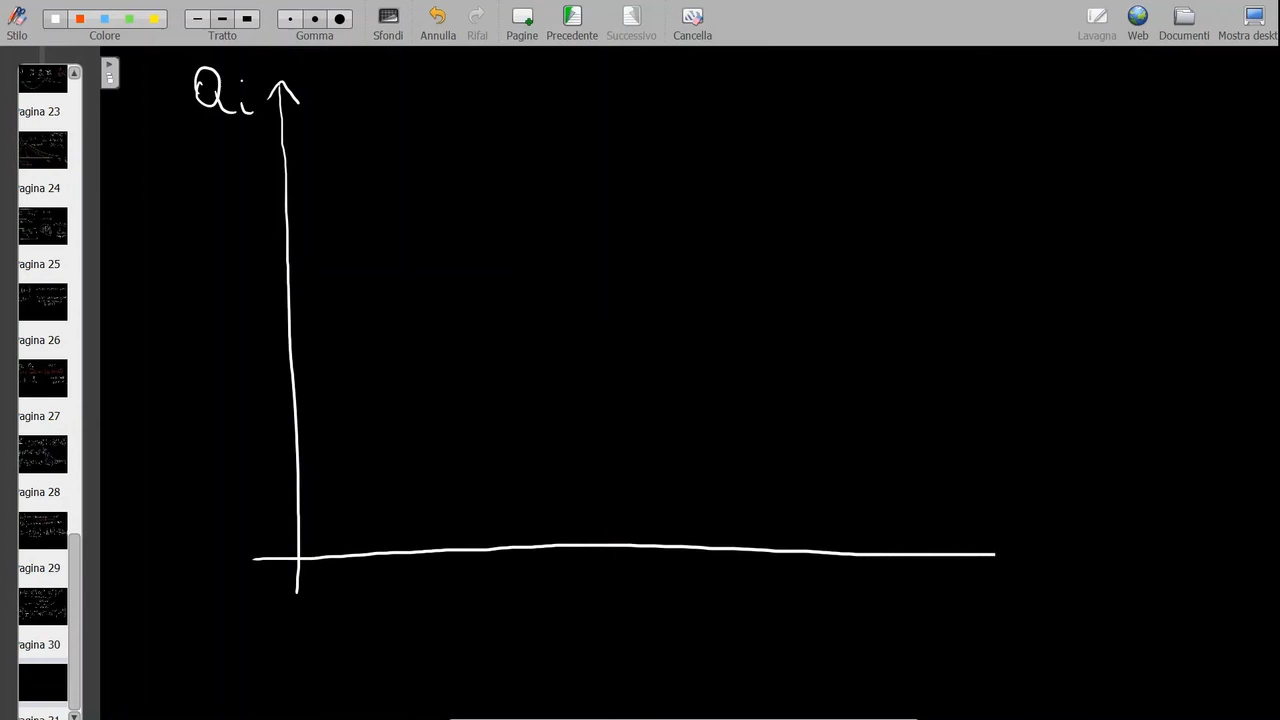 Stilo
Colore
Tratto
Gomma
Sfondi
Annulla
Rifai
Pagine
Precedente
Successivo
Cancella
Lavagna
Web
Documenti
Mostra deskt
agina 23
agina 24
agina 25
agina 26
agina 27
agina 28
agina 29
agina 30
Qi